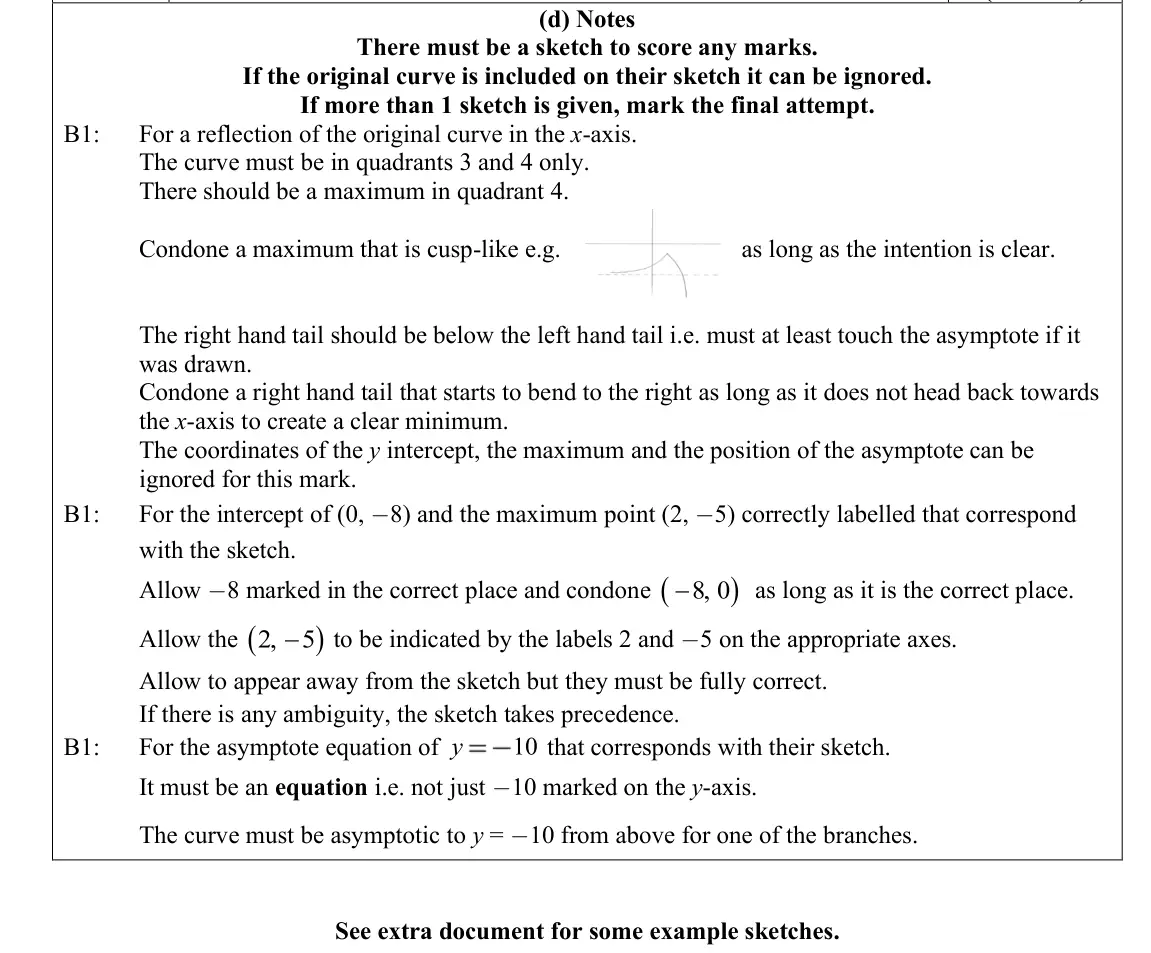 (d) Notes
There must be a sketch to score any marks.
If the original curve is included on their sketch it can be ignored.
If more than 1 sketch is given, mark the final attempt.
B1: For a reflection of the original curve in the x-axis.
The curve must be in quadrants 3 and 4 only.
There should be a maximum in quadrant 4.
Condone a maximum that is cusp-like e.g. as long as the intention is clear.
The right hand tail should be below the left hand tail i.e. must at least touch the asymptote if it
was drawn.
Condone a right hand tail that starts to bend to the right as long as it does not head back towards
the x-axis to create a clear minimum.
The coordinates of the y intercept, the maximum and the position of the asymptote can be
ignored for this mark.
B1: For the intercept of (0, −8) and the maximum point (2, −5) correctly labelled that correspond
with the sketch.
Allow −8 marked in the correct place and condone (−8, 0) as long as it is the correct place.
Allow the (2, −5) to be indicated by the labels 2 and −5 on the appropriate axes.
Allow to appear away from the sketch but they must be fully correct.
If there is any ambiguity, the sketch takes precedence.
B1: For the asymptote equation of y = −10 that corresponds with their sketch.
It must be an equation i.e. not just −10 marked on the y-axis.
The curve must be asymptotic to y = −10 from above for one of the branches.
See extra document for some example sketches.